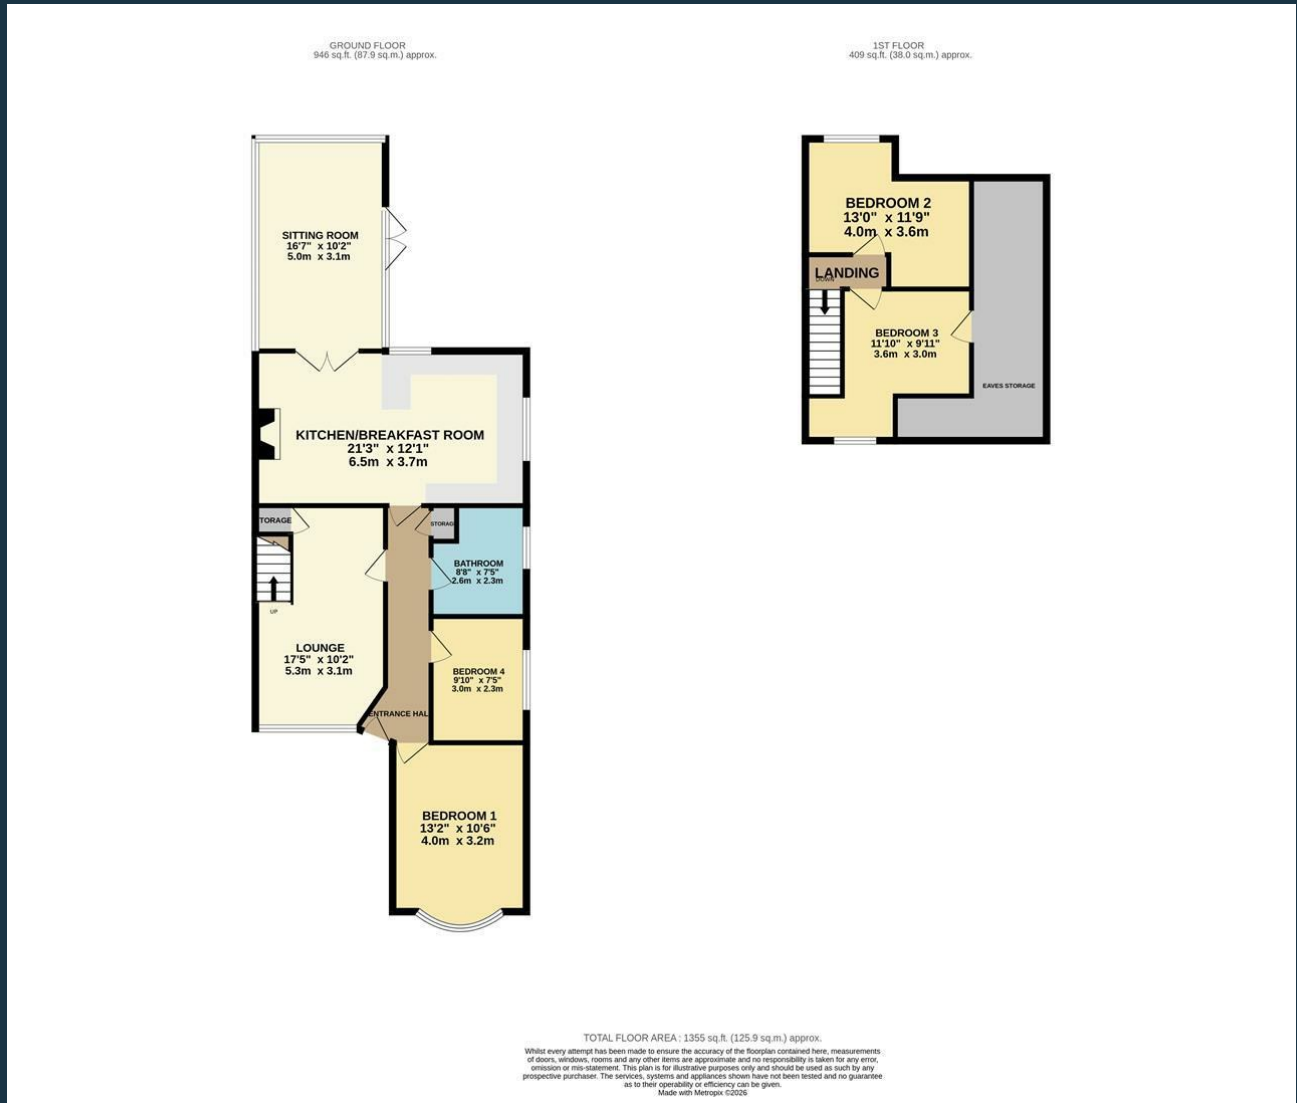 GROUND FLOOR
946 sq.ft. (87.9 sq.m.) approx.
1ST FLOOR
409 sq.ft. (38.0 sq.m.) approx.
SITTING ROOM
16'7" x 10'2"
5.0m x 3.1m
KITCHEN/BREAKFAST ROOM
21'3" x 12'1"
6.5m x 3.7m
TORAGE
STORAG
BATHROOM
8'8" x 7'5"
2.6m x 2.3m
UP
LOUNGE
17'5" x 10'2"
5.3m x 3.1m
BEDROOM 4
9'10" x 7'5"
3.0m x 2.3m
ENTRANCE HAL
BEDROOM 1
13'2" x 10'6"
4.0m x 3.2m
BEDROOM 2
13'0" x 11'9"
4.0m x 3.6m
LANDING
DOWN
BEDROOM 3
11'10" x 9'11"
3.6m x 3.0m
EAVES STORAGE
TOTAL FLOOR AREA : 1355 sq.ft. (125.9 sq.m.) approx.
Whilst every attempt has been made to ensure the accuracy of the floorplan contained here, measurements
of doors, windows, rooms and any other items are approximate and no responsibility is taken for any error,
omission or mis-statement. This plan is for illustrative purposes only and should be used as such by any
prospective purchaser. The services, systems and appliances shown have not been tested and no guarantee
as to their operability or efficiency can be given.
Made with Metropix ©2026